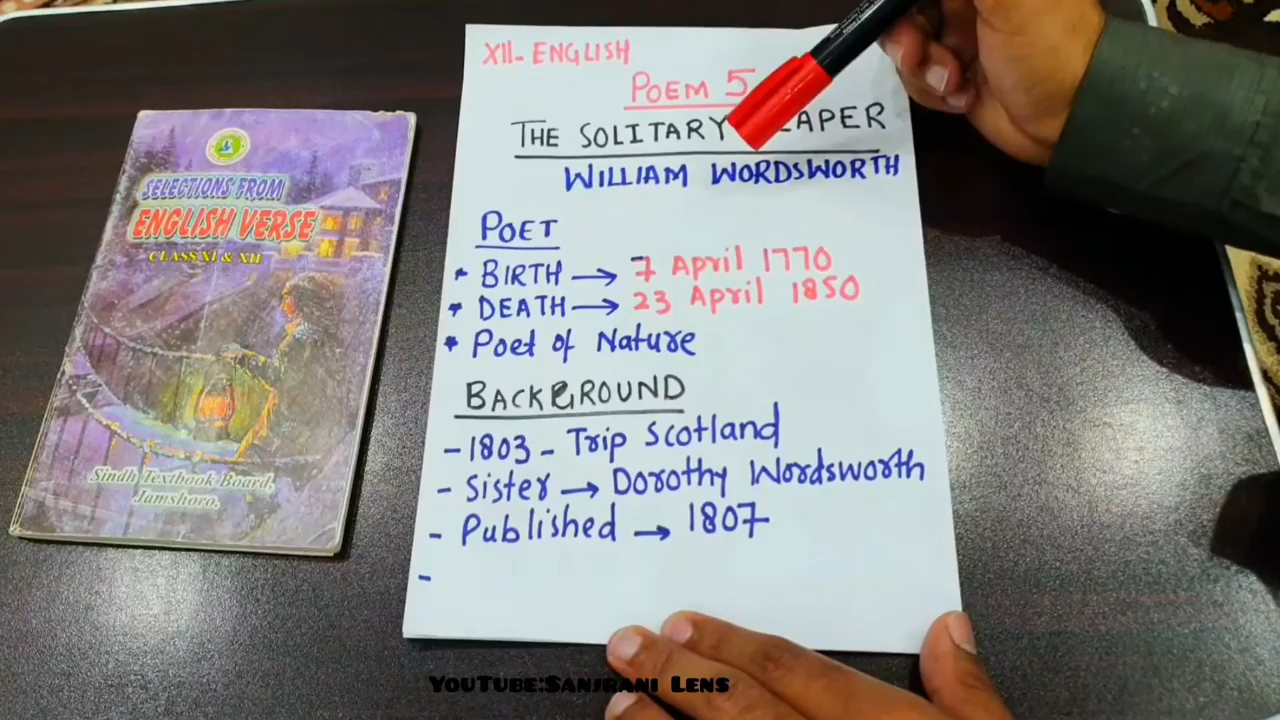 SELECTIONS FROM
ENGLISH VERSE
CLASS XI & XII
Sindh Textbook Board,
Jamshoro.
XII- ENGLISH
POEM 5
THE SOLITARY EAPER
WILLIAM WORDSWORTH
POET
* BIRTH → 7 April 1770
* DEATH → 23 April 1850
* Poet of Nature
BACKGROUND
- 1803 - Trip Scotland
- Sister → Dorothy Wordsworth
- Published → 1807
-
YouTube:Sanjrani Lens